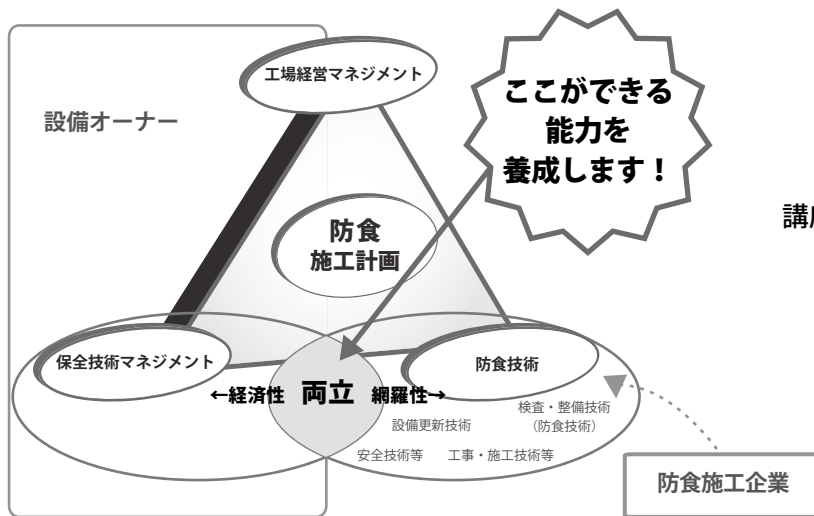 工場経営マネジメント
設備オーナー
ここができる
能力を
養成します！
防食
施工計画
保全技術マネジメント
防食技術
←経済性 両立 網羅性→
検査・整備技術
（防食技術）
設備更新技術
安全技術等 工事・施工技術等
防食施工企業